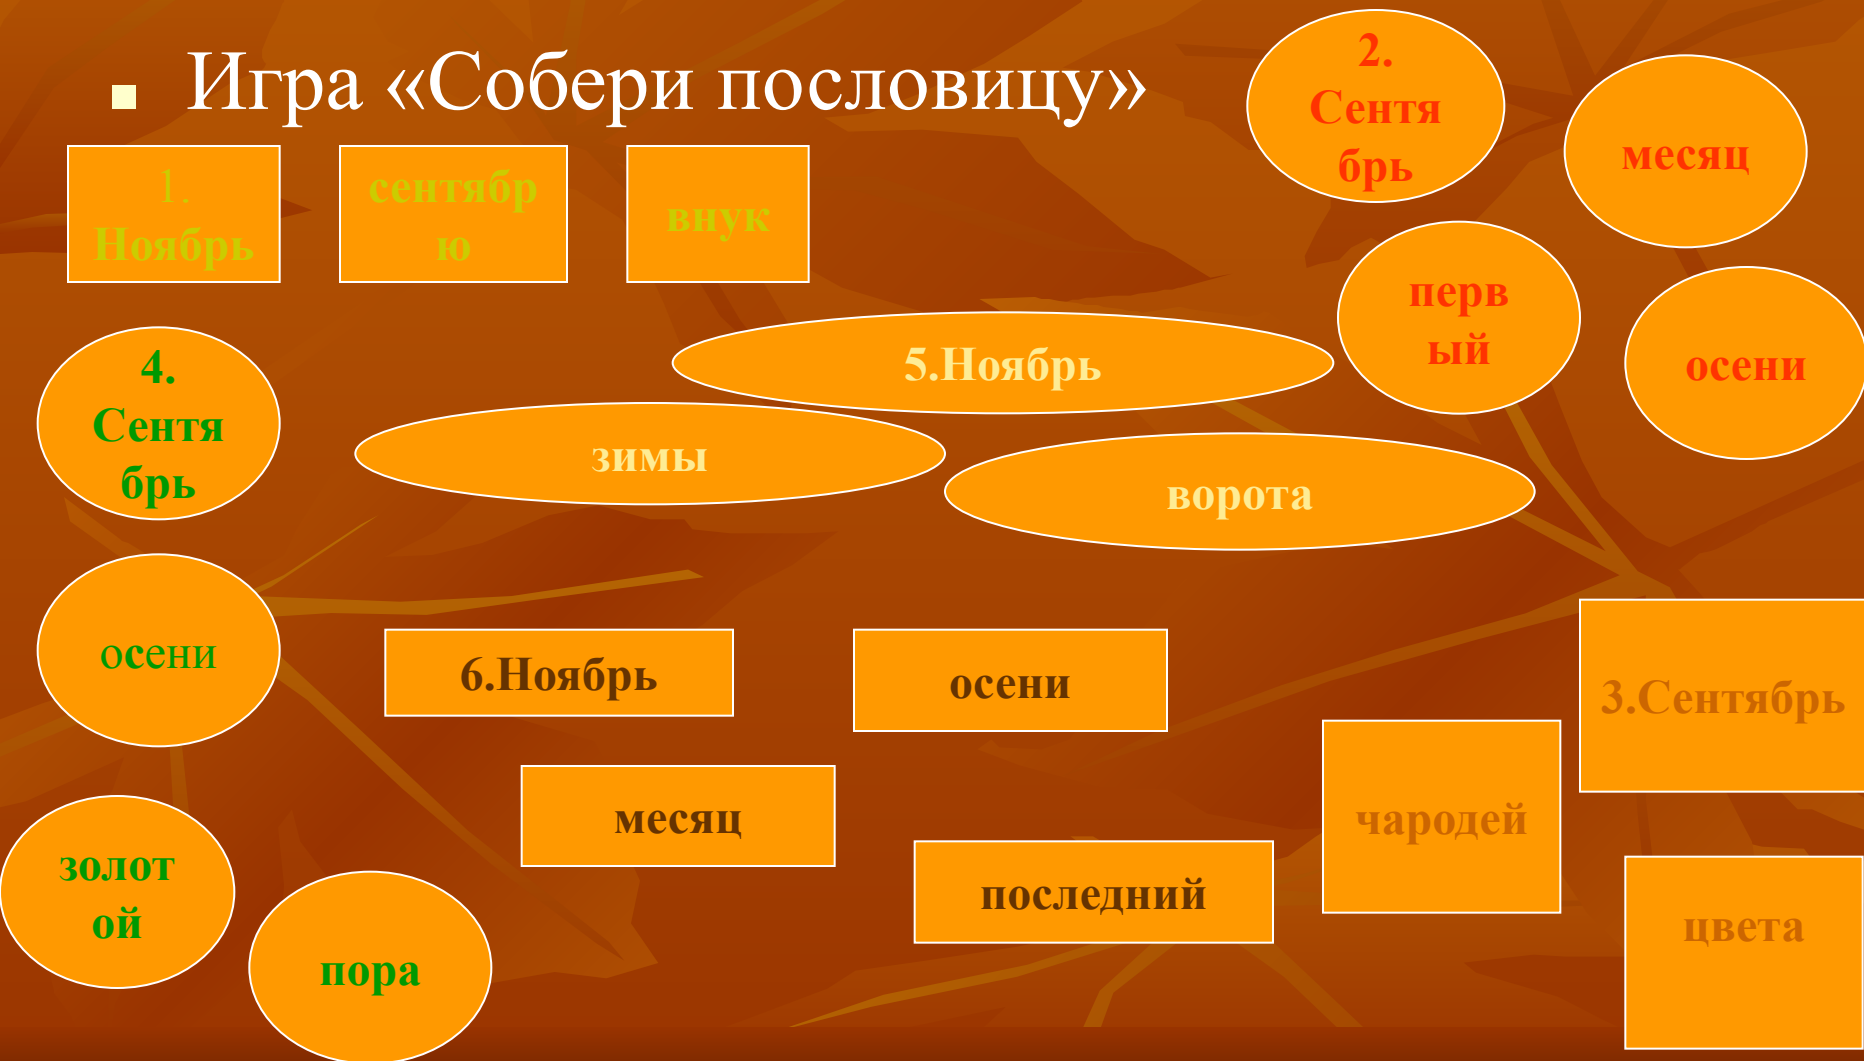 Игра «Собери пословицу»
1.
Ноябрь
сентябр
ю
внук
2.
Сентя
брь
месяц
перв
ый
осени
4.
Сентя
брь
5.Ноябрь
зимы
ворота
осени
6.Ноябрь
осени
3.Сентябрь
месяц
чародей
последний
цвета
золот
ой
пора